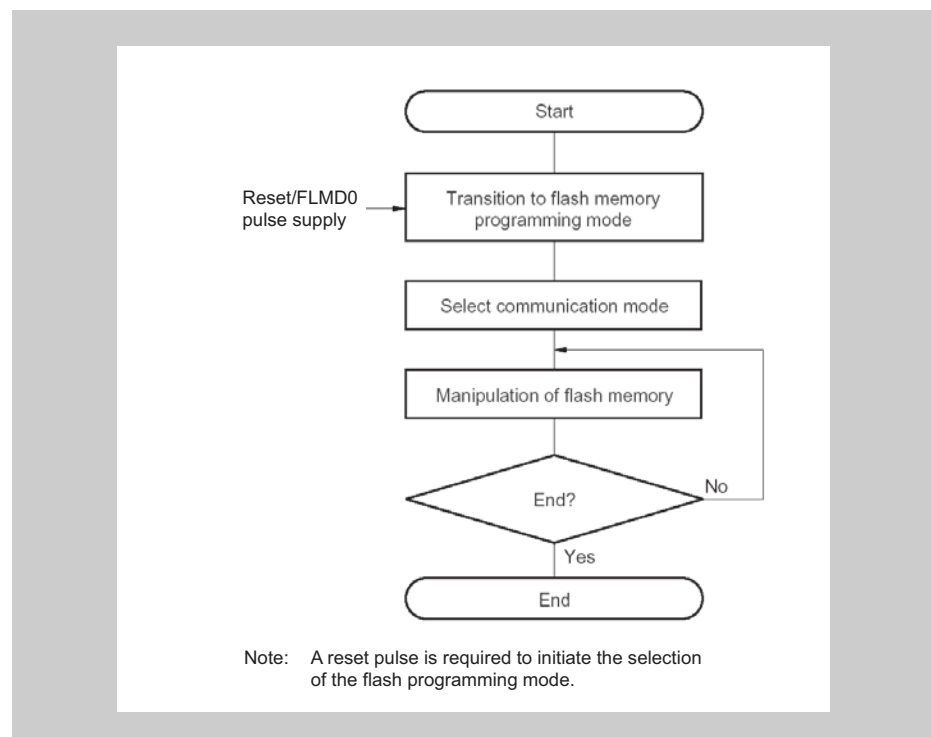 Start
Reset/FLMD0
pulse supply
Transition to flash memory
programming mode
Select communication mode
Manipulation of flash memory
End?
No
Yes
End
Note: A reset pulse is required to initiate the selection
of the flash programming mode.